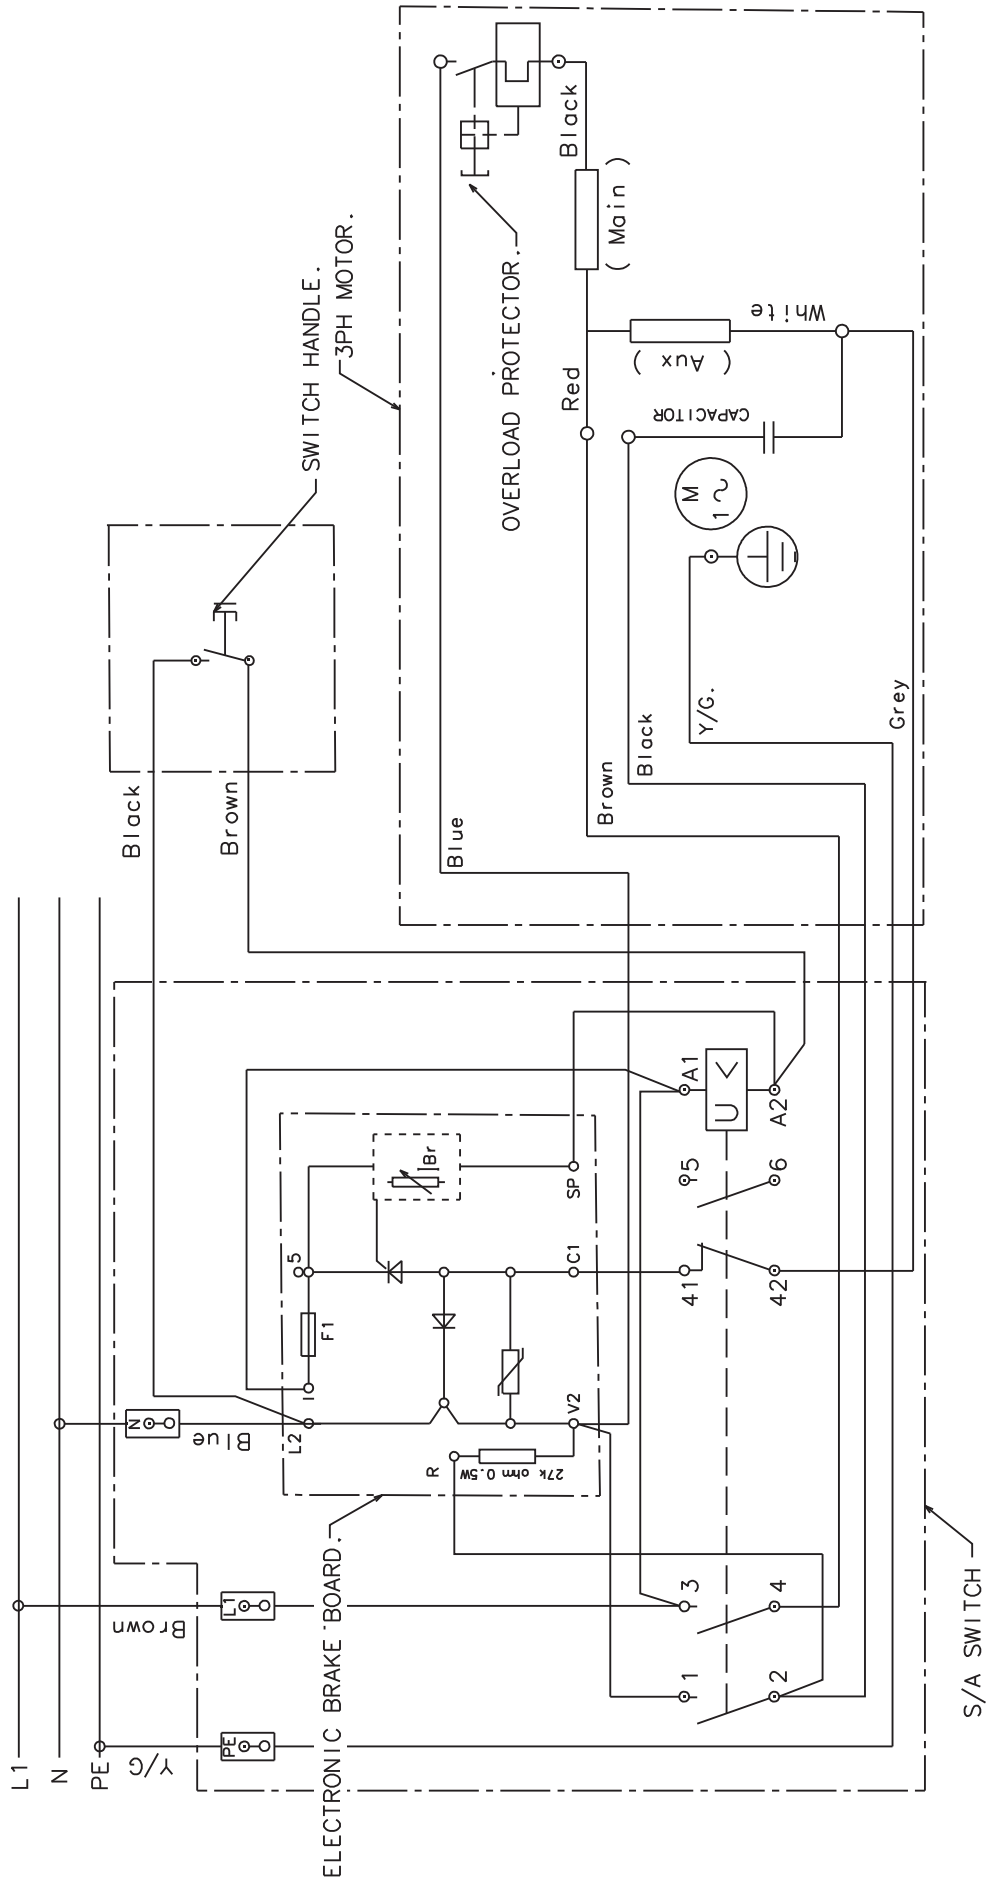 Black
( Main )
SWITCH HANDLE.
3PH MOTOR.
OVERLOAD PROTECTOR.
White
( Aux )
Red
CAPACITOR
M
1
Y/G.
Grey
Black
Brown
Blue
Black
Brown
A1
U
A2
5
6
Br
SP
5
C1
41
42
F1
I
L2
V2
R
27k ohm 0.5W
N
Blue
ELECTRONIC BRAKE BOARD.
3
4
1
2
S/A SWITCH
L1
Brown
PE
Y/G
L1
N
PE